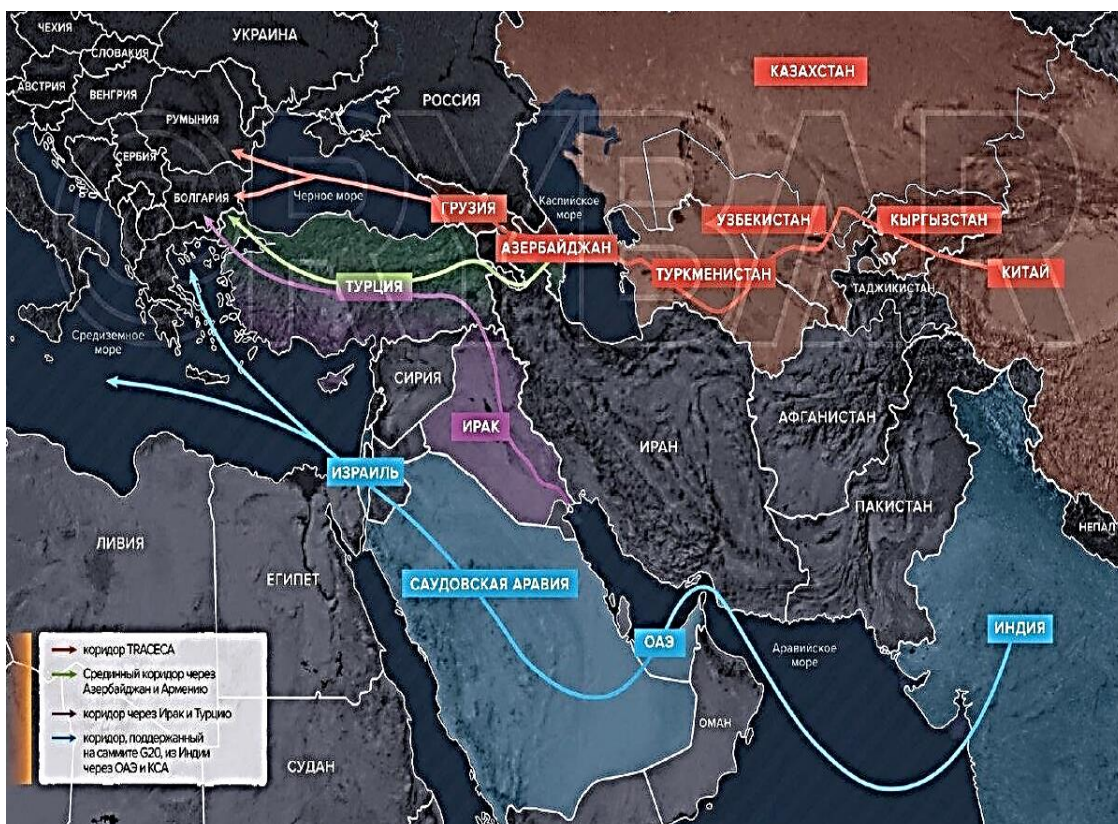 ЧЕХИЯ
СЛОВАКИЯ
УКРАИНА
АВСТРИЯ
ВЕНГРИЯ
РУМЫНИЯ
РОССИЯ
КАЗАХСТАН
СЕРБИЯ
БОЛГАРИЯ
Черное море
ГРУЗИЯ
Каспийское
море
УЗБЕКИСТАН
КЫРГЫЗСТАН
АЗЕРБАЙДЖАН
ТУРКМЕНИСТАН
КИТАЙ
ТУРЦИЯ
ТАДЖИКИСТАН
RYBAR
Средиземное
море
СИРИЯ
ИРАК
ИРАН
АФГАНИСТАН
ИЗРАИЛЬ
ПАКИСТАН
НЕПАЛ
ЛИВИЯ
ЕГИПЕТ
САУДОВСКАЯ АРАВИЯ
ОАЭ
Аравийское
море
ИНДИЯ
ОМАН
СУДАН
коридор TRACECA
Срединный коридор через
Азербайджан и Армению
коридор через Ирак и Турцию
коридор, поддержанный
на саммите G20, из Индии
через ОАЭ и КСА